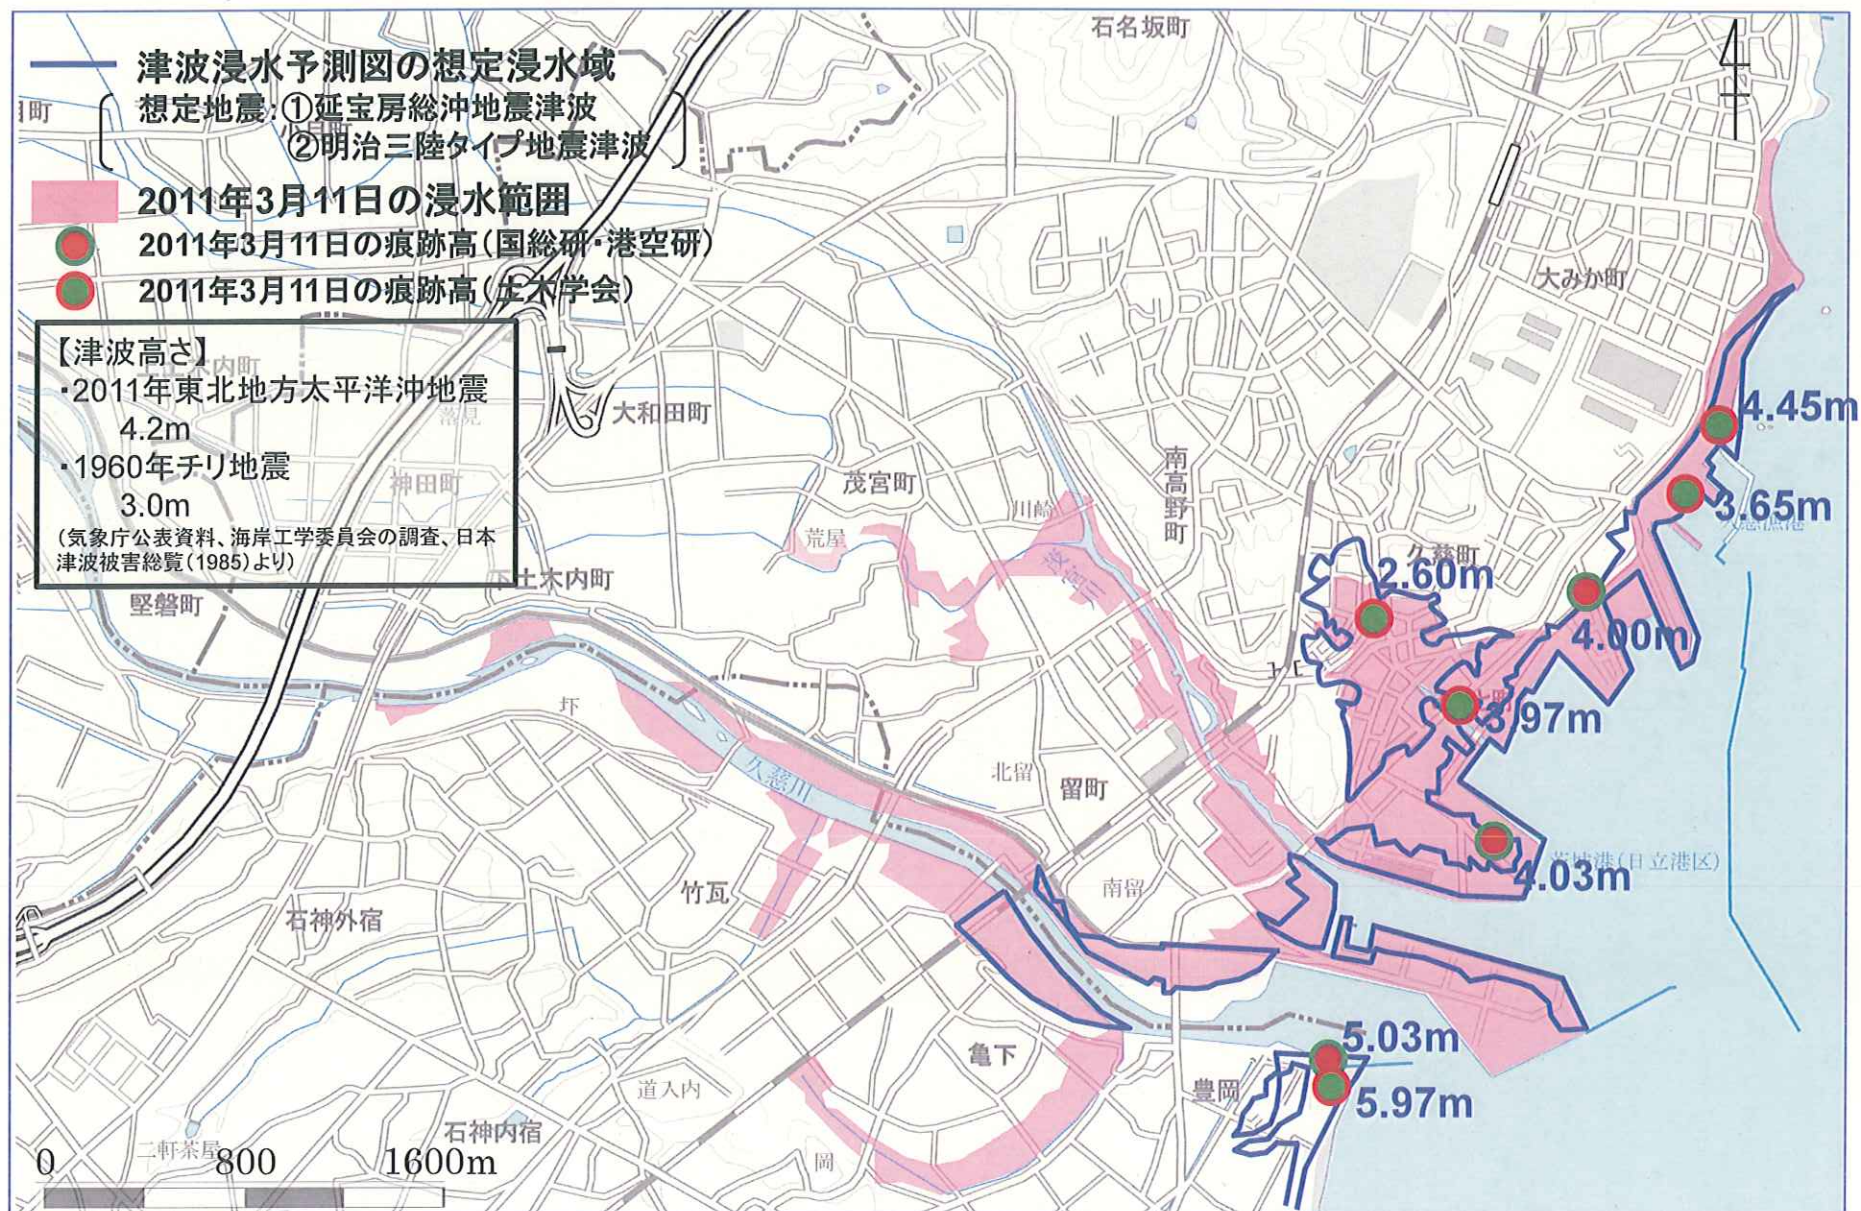 津波浸水予測図の想定浸水域
想定地震:①延宝房総沖地震津波
②明治三陸タイプ地震津波
2011年3月11日の浸水範囲
2011年3月11日の痕跡高(国総研・港空研)
2011年3月11日の痕跡高(土木学会)
【津波高さ】
・2011年東北地方太平洋沖地震
4.2m
・1960年チリ地震
3.0m
(気象庁公表資料、海岸工学委員会の調査、日本
津波被害総覧(1985)より)
石名坂町
大みか町
4.45m
3.65m
大和田町
神田町
茂宮町
川崎
南高野町
荒屋
茂宮川
久慈町
2.60m
4.00m
3.97m
下土木内町
堅磐町
圷
久慈川
北留
留町
茨城港(日立港区)
4.03m
竹瓦
南留
石神外宿
亀下
5.03m
豊岡
5.97m
道入内
石神内宿
二軒茶屋
岡
0 800 1600m